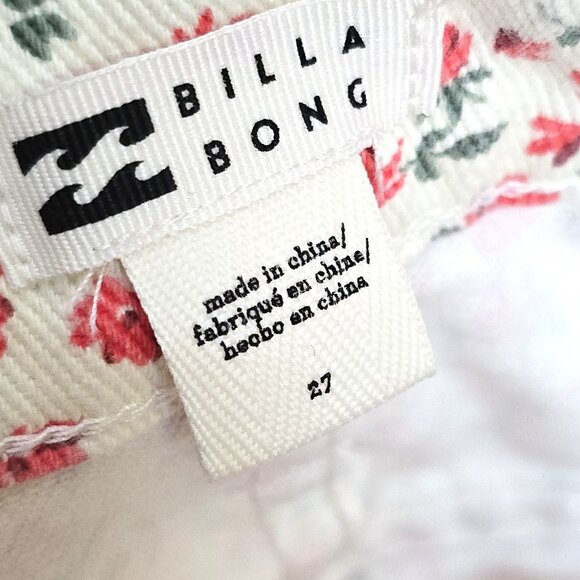 BILLA
BONG
made in china/
fabriqué en chine/
hecho en china
27